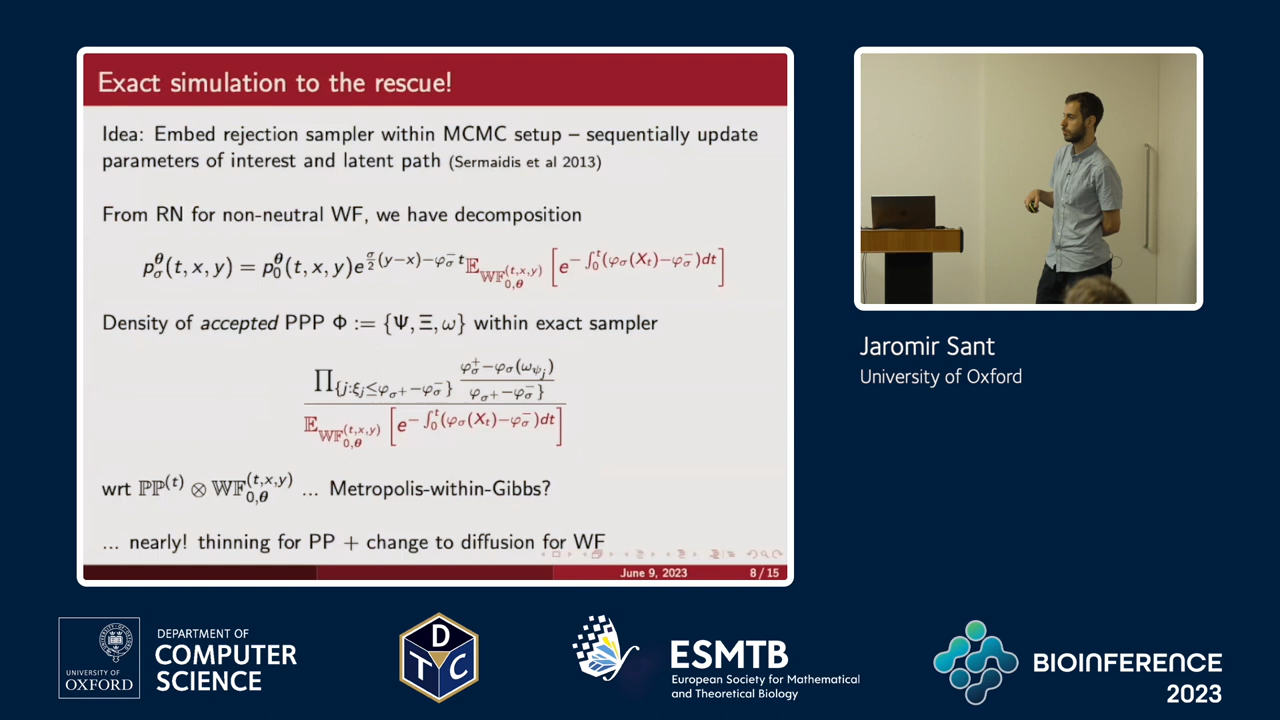 Exact simulation to the rescue!
Idea: Embed rejection sampler within MCMC setup – sequentially update
parameters of interest and latent path (Sermaidis et al 2013)
From RN for non-neutral WF, we have decomposition
p_σ^θ(t, x, y) = p_0^θ(t, x, y)e^{σ/2(y−x)−φ_σ^− t} 𝔼_{𝕎𝔽_{0,θ}^{(t,x,y)}} [e^{−∫_0^t(φ_σ(X_t)−φ_σ^−)dt}]
Density of accepted PPP Φ := {Ψ, Ξ, ω} within exact sampler
∏_{{j:ξ_j≤φ_{σ^+}−φ_σ^−}} (φ_σ^+−φ_σ(ω_{ψ_j}))/(φ_{σ^+}−φ_σ^−})
𝔼_{𝕎𝔽_{0,θ}^{(t,x,y)}} [e^{−∫_0^t(φ_σ(X_t)−φ_σ^−)dt}]
wrt ℙℙ^{(t)} ⊗ 𝕎𝔽_{0,θ}^{(t,x,y)} ... Metropolis-within-Gibbs?
... nearly! thinning for PP + change to diffusion for WF
June 9, 2023 8 / 15
Jaromir Sant
University of Oxford
UNIVERSITY OF
OXFORD
DEPARTMENT OF
COMPUTER
SCIENCE
D
T C
ESMTB
European Society for Mathematical
and Theoretical Biology
BIOINFERENCE
2023